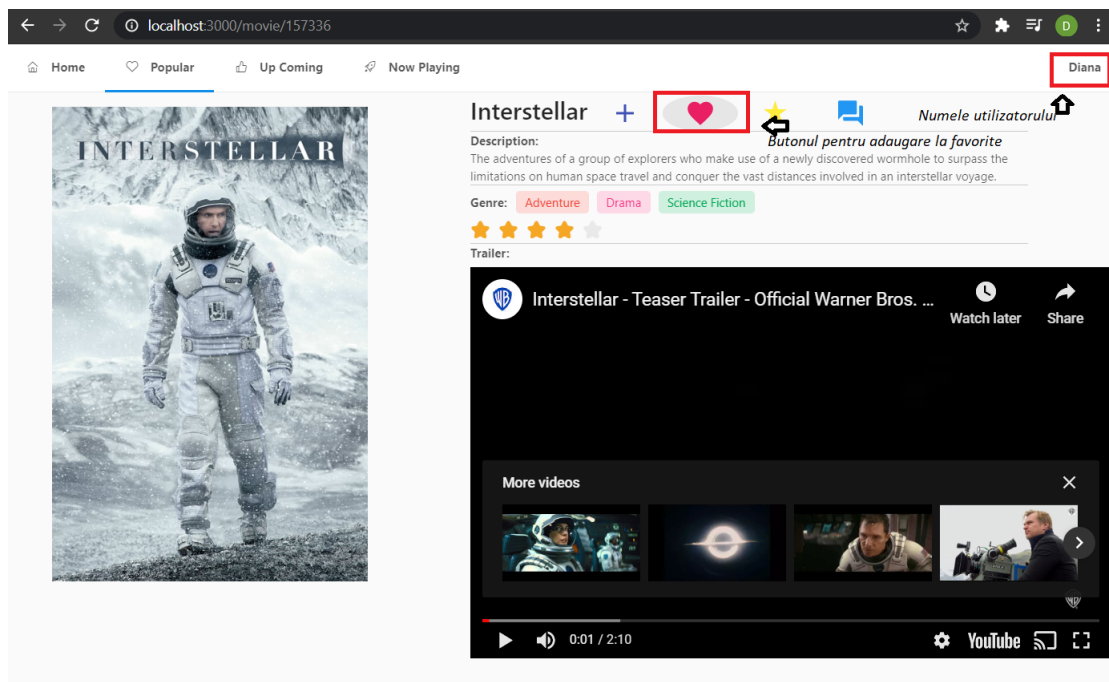 localhost:3000/movie/157336
D
Home
Popular
Up Coming
Now Playing
Diana
INTERSTELLAR
Interstellar
Numele utilizatorului
Butonul pentru adaugare la favorite
Description:
The adventures of a group of explorers who make use of a newly discovered wormhole to surpass the
limitations on human space travel and conquer the vast distances involved in an interstellar voyage.
Genre: Adventure Drama Science Fiction
Trailer:
Interstellar - Teaser Trailer - Official Warner Bros. ...
Watch later
Share
More videos
0:01 / 2:10
YouTube